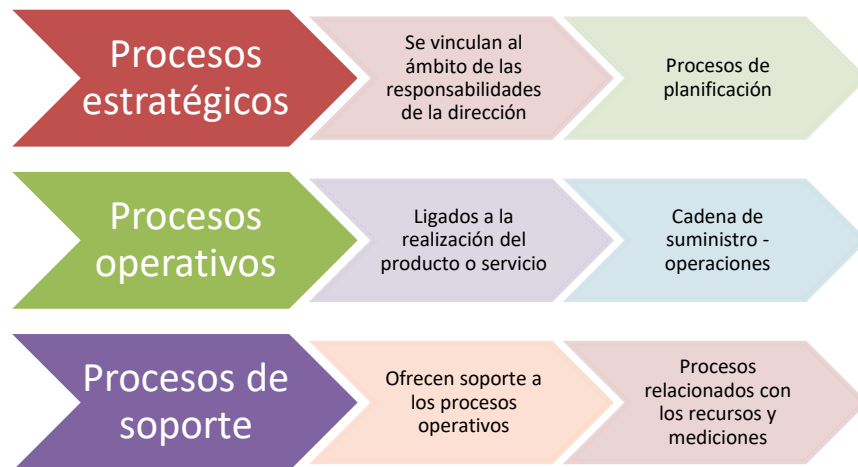 Procesos
estratégicos
Se vinculan al
ámbito de las
responsabilidades
de la dirección
Procesos de
planificación
Procesos
operativos
Ligados a la
realización del
producto o servicio
Cadena de
suministro -
operaciones
Procesos de
soporte
Ofrecen soporte a
los procesos
operativos
Procesos
relacionados con
los recursos y
mediciones